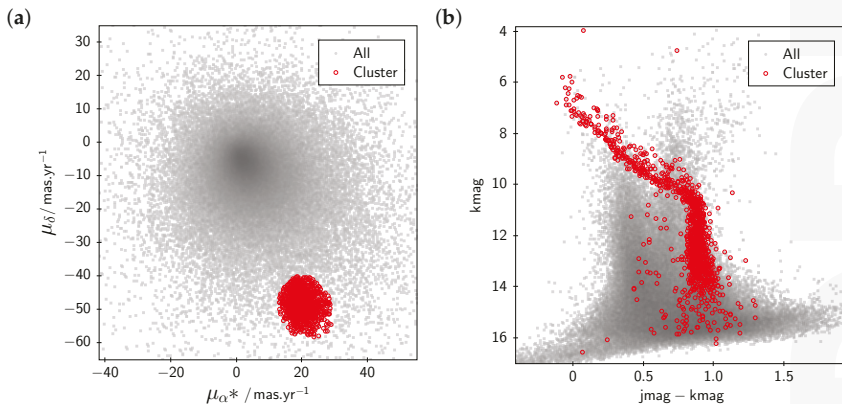 (a)
30
20
10
0
−10
−20
−30
−40
−50
−60
μδ/ mas.yr⁻¹
−40
−20
0
20
40
μα∗ / mas.yr⁻¹
All
Cluster
(b)
4
6
8
10
12
14
16
kmag
0
0.5
1.0
1.5
jmag − kmag
All
Cluster